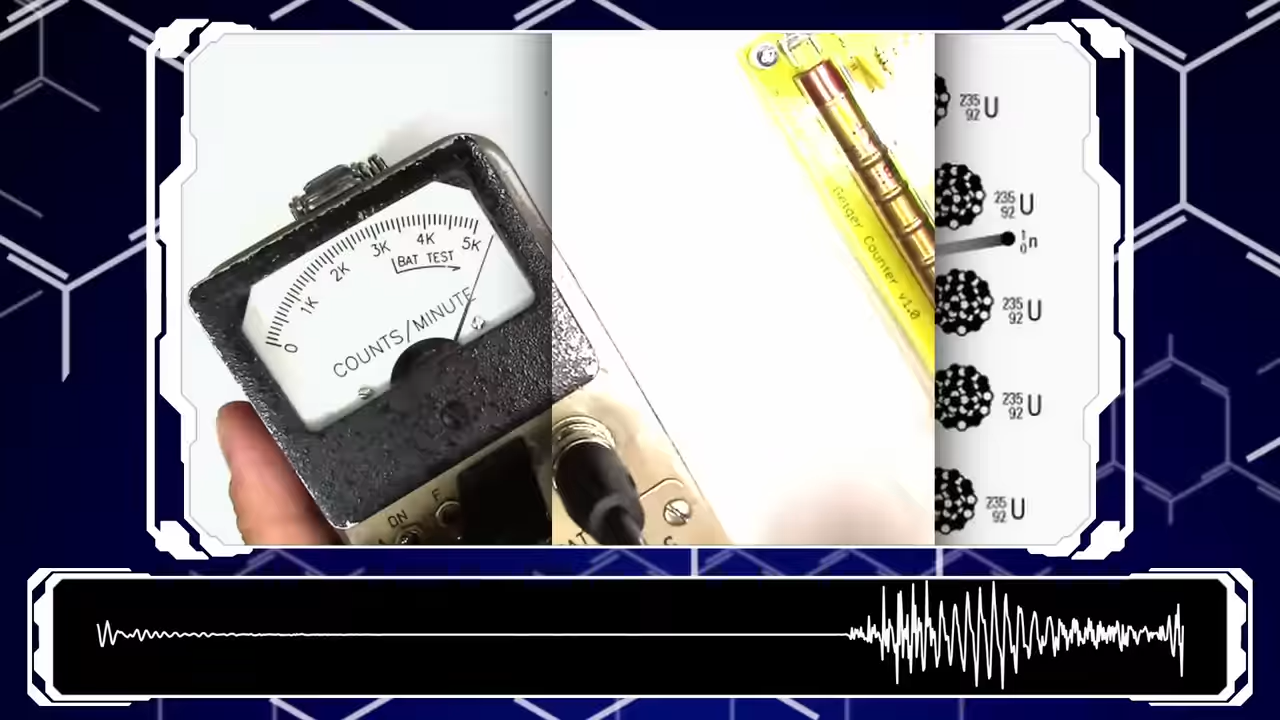 0 1K 2K 3K 4K 5K
BAT TEST
COUNTS/MINUTE
ON
Geiger Counter v1.0
235
92 U
235
92 U
1
0 n
235
92 U
235
92 U
235
92 U